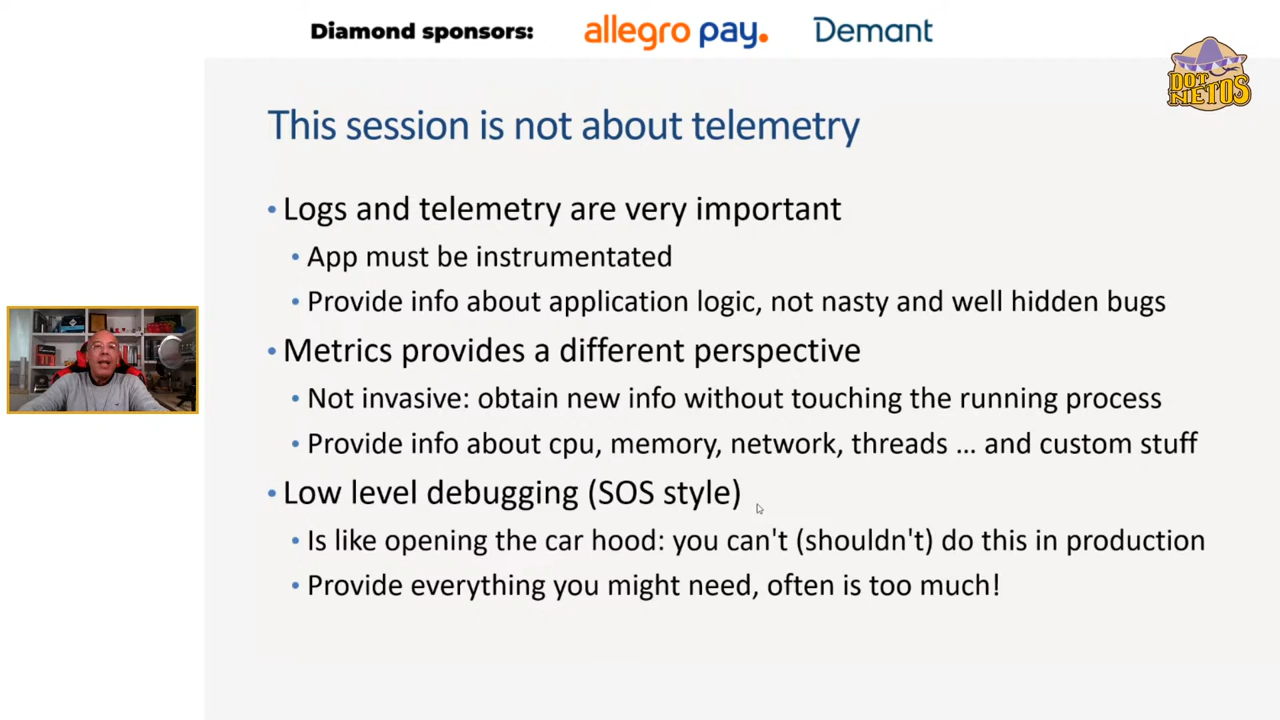 Diamond sponsors:
allegro pay.
Demant
DOT
NETOS
This session is not about telemetry
• Logs and telemetry are very important
• App must be instrumentated
• Provide info about application logic, not nasty and well hidden bugs
• Metrics provides a different perspective
• Not invasive: obtain new info without touching the running process
• Provide info about cpu, memory, network, threads … and custom stuff
• Low level debugging (SOS style)
• Is like opening the car hood: you can't (shouldn't) do this in production
• Provide everything you might need, often is too much!